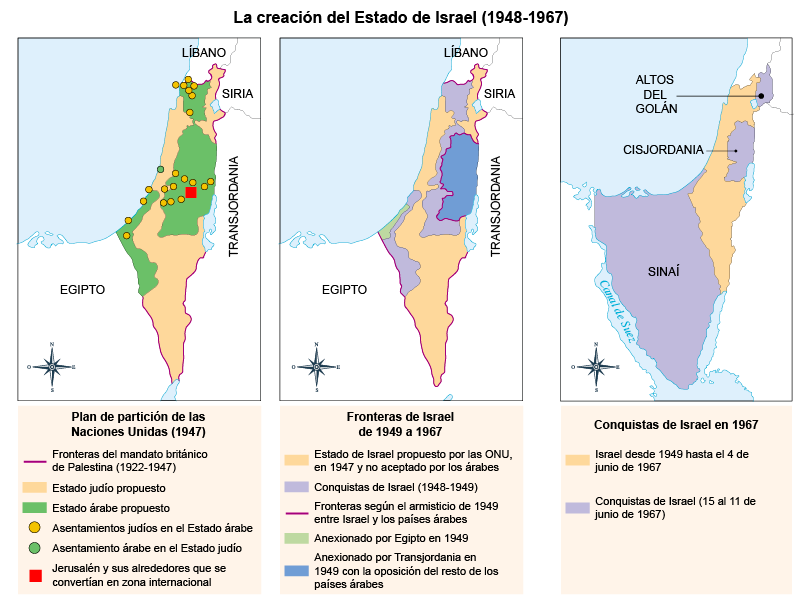 La creación del Estado de Israel (1948-1967)
LÍBANO
SIRIA
TRANSJORDANIA
EGIPTO
N
O
E
S
Plan de partición de las
Naciones Unidas (1947)
Fronteras del mandato británico
de Palestina (1922-1947)
Estado judío propuesto
Estado árabe propuesto
Asentamientos judíos en el Estado árabe
Asentamiento árabe en el Estado judío
Jerusalén y sus alrededores que se
convertían en zona internacional
LÍBANO
SIRIA
TRANSJORDANIA
EGIPTO
N
O
E
S
Fronteras de Israel
de 1949 a 1967
Estado de Israel propuesto por las ONU,
en 1947 y no aceptado por los árabes
Conquistas de Israel (1948-1949)
Fronteras según el armisticio de 1949
entre Israel y los países árabes
Anexionado por Egipto en 1949
Anexionado por Transjordania en
1949 con la oposición del resto de los
países árabes
ALTOS
DEL
GOLÁN
CISJORDANIA
SINAÍ
Canal de Suez
N
O
E
S
Conquistas de Israel en 1967
Israel desde 1949 hasta el 4 de
junio de 1967
Conquistas de Israel (15 al 11 de
junio de 1967)